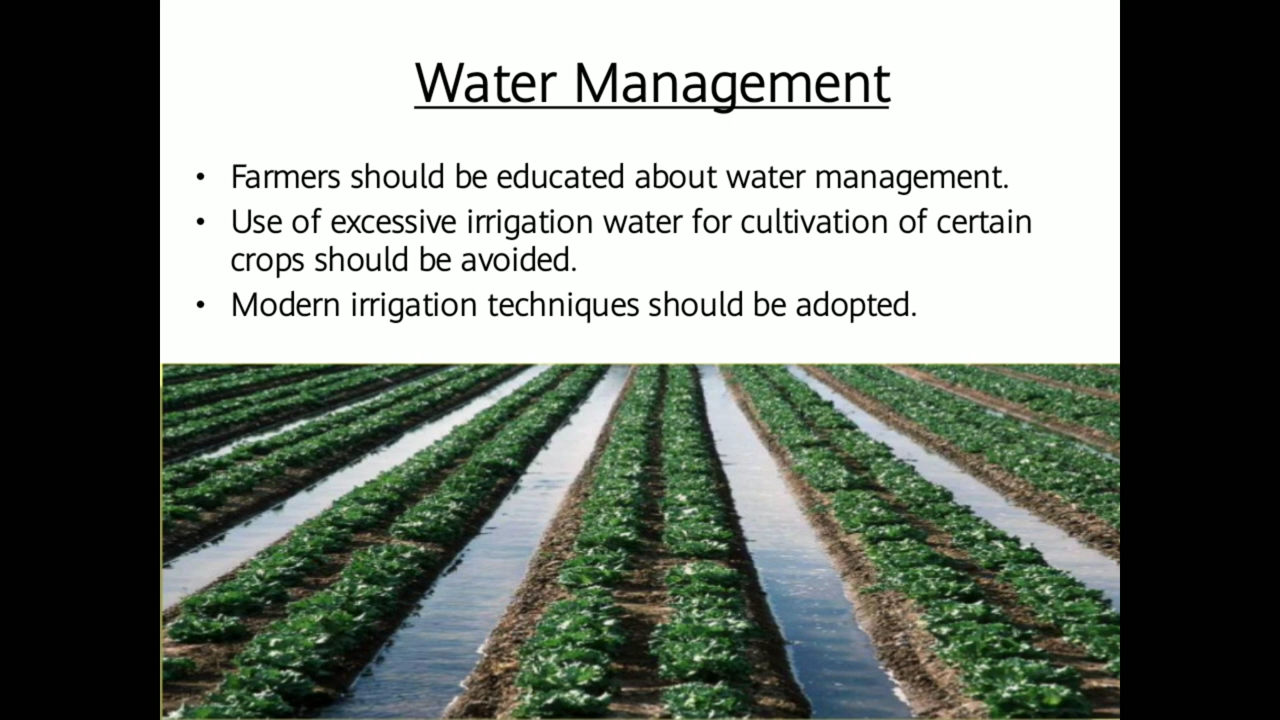 Water Management
• Farmers should be educated about water management.
• Use of excessive irrigation water for cultivation of certain
crops should be avoided.
• Modern irrigation techniques should be adopted.